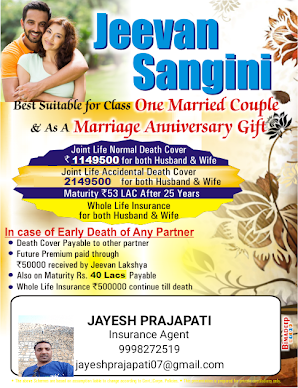 Jeevan
Sangini
Best Suitable for Class One Married Couple
& As A Marriage Anniversary Gift
Joint Life Normal Death Cover
₹ 1149500 for both Husband & Wife
Joint Life Accidental Death Cover
2149500 for both Husband & Wife
Maturity ₹53 LAC After 25 Years
Whole Life Insurance
for both Husband & Wife
In case of Early Death of Any Partner
• Death Cover Payable to other partner
• Future Premium paid through
₹50000 received by Jeevan Lakshya
• Also on Maturity Rs. 40 Lacs Payable
• Whole Life Insurance ₹500000 continue till death
JAYESH PRAJAPATI
Insurance Agent
9998272519
jayeshprajapati07@gmail.com